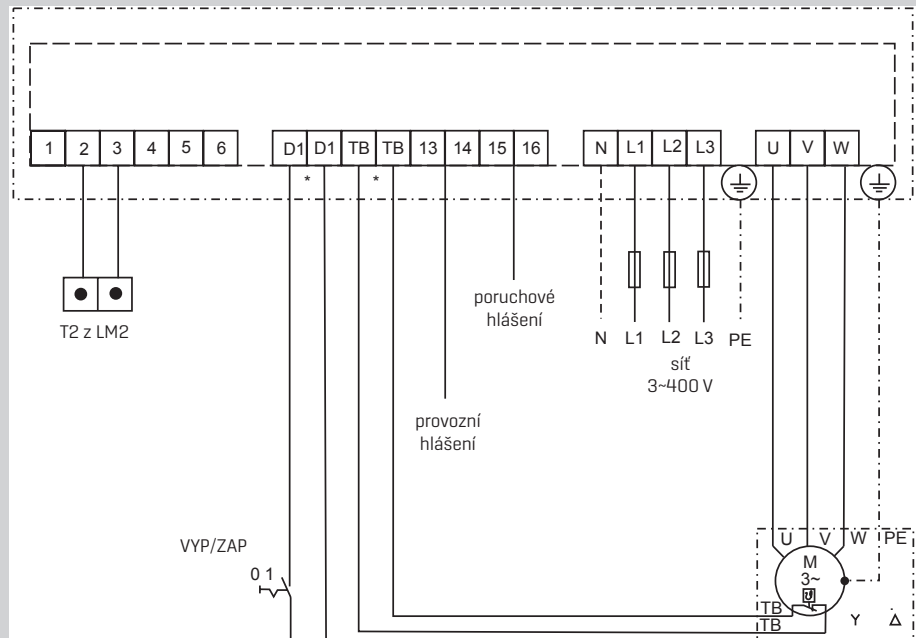 1 2 3 4 5 6 D1 D1 TB TB 13 14 15 16 N L1 L2 L3 U V W
* *
T2 z LM2
poruchové
hlášení
N L1 L2 L3 PE
síť
3~400 V
provozní
hlášení
VYP/ZAP
0 1
U V W PE
M
3~
TB
TB
Y Δ